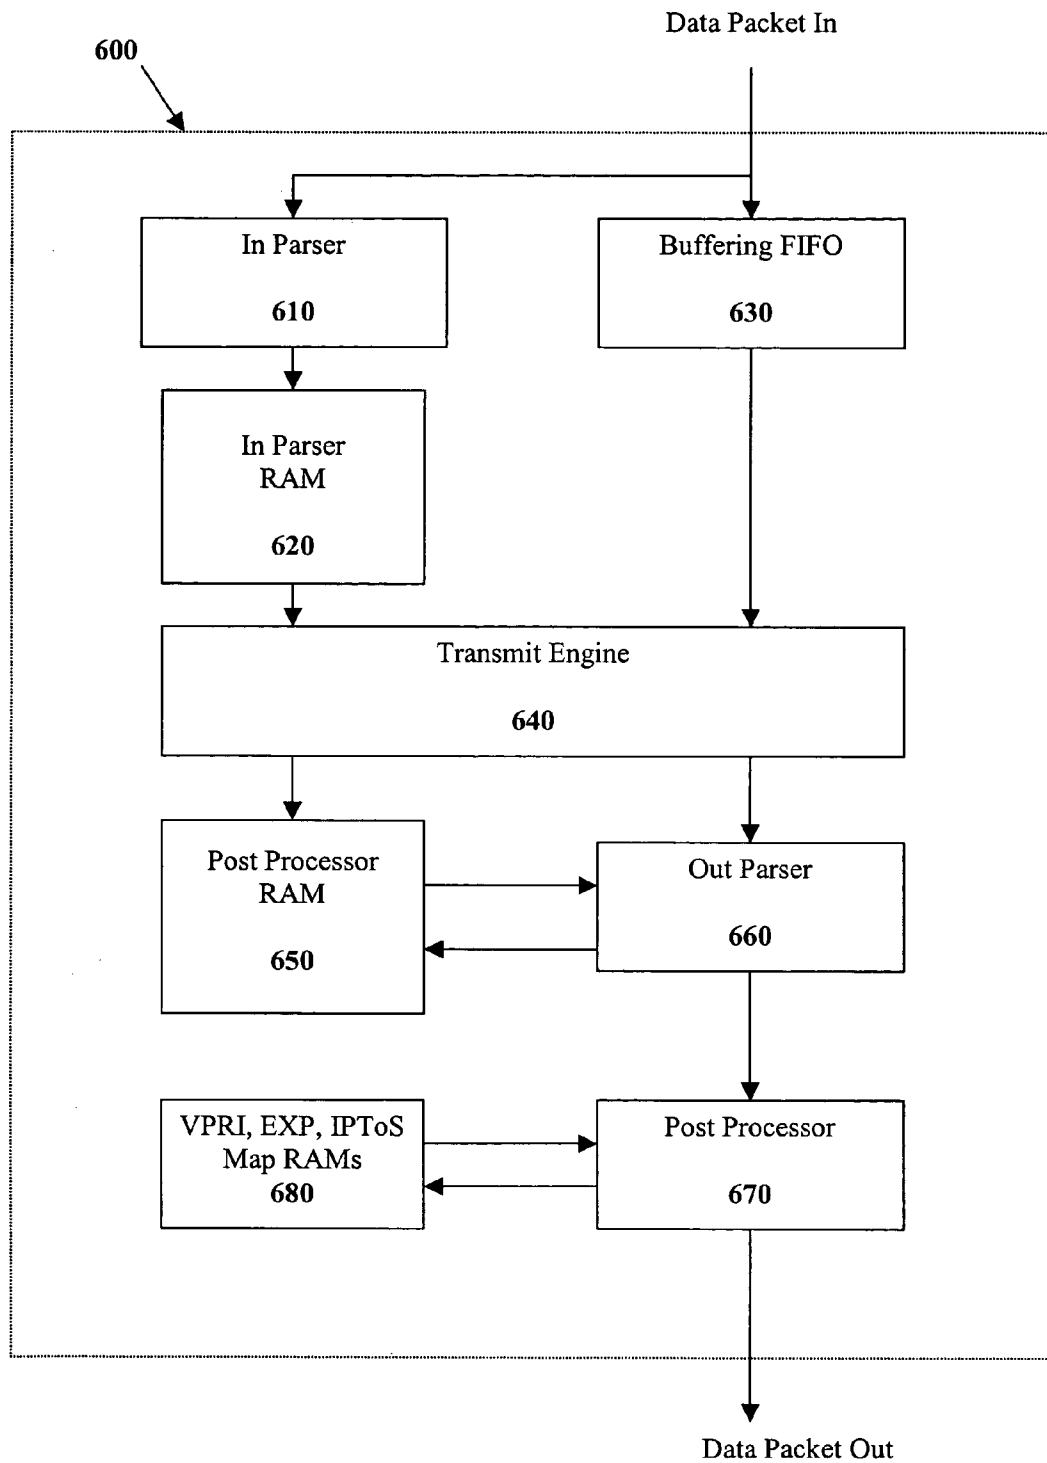 Data Packet In
600
In Parser
610
Buffering FIFO
630
In Parser
RAM
620
Transmit Engine
640
Post Processor
RAM
650
Out Parser
660
VPRI, EXP, IPToS
Map RAMs
680
Post Processor
670
Data Packet Out